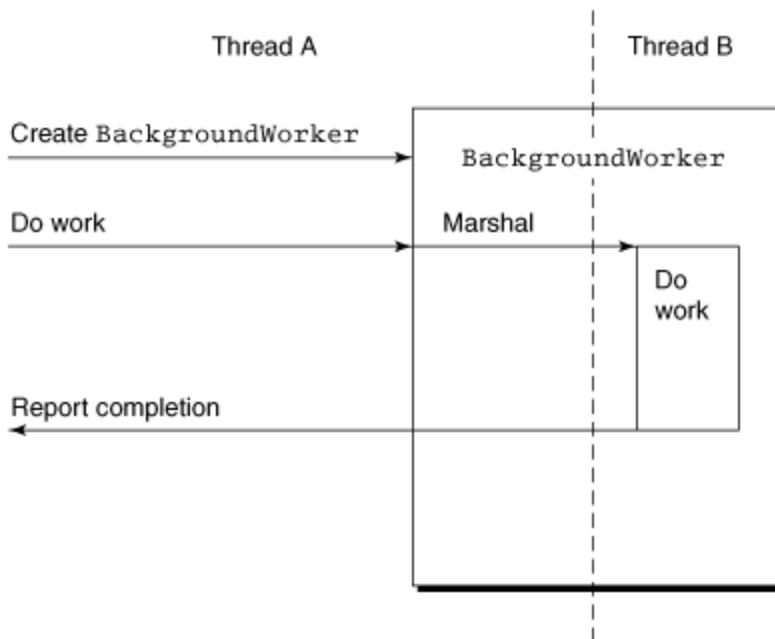 Thread A
Thread B
Create BackgroundWorker
BackgroundWorker
Do work
Marshal
Do
work
Report completion